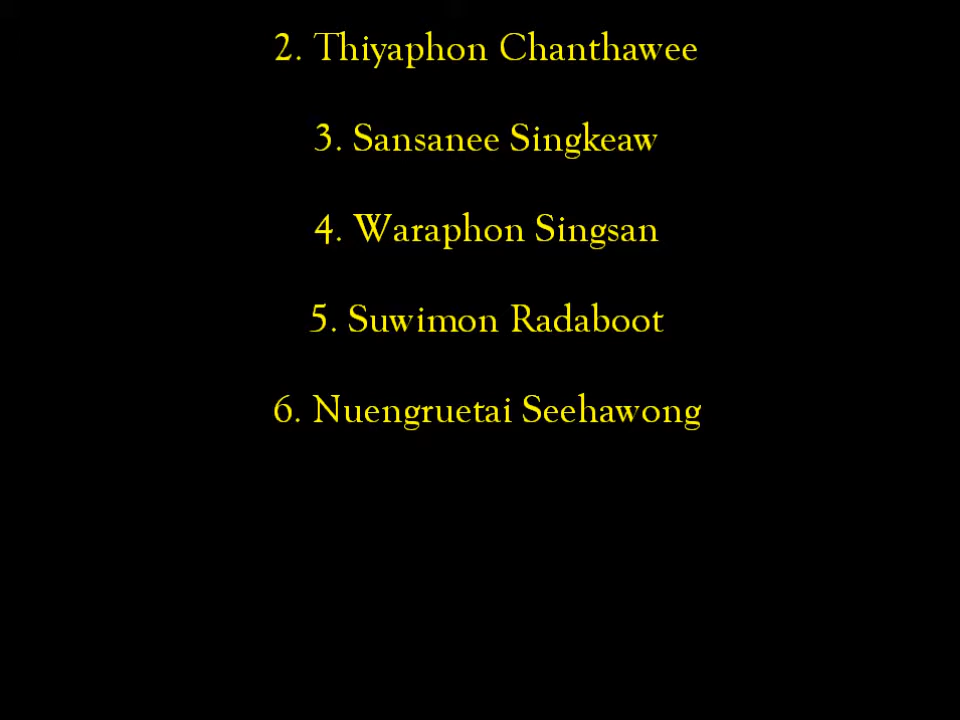 2. Thiyaphon Chanthawee
3. Sansanee Singkeaw
4. Waraphon Singsan
5. Suwimon Radaboot
6. Nuengruetai Seehawong